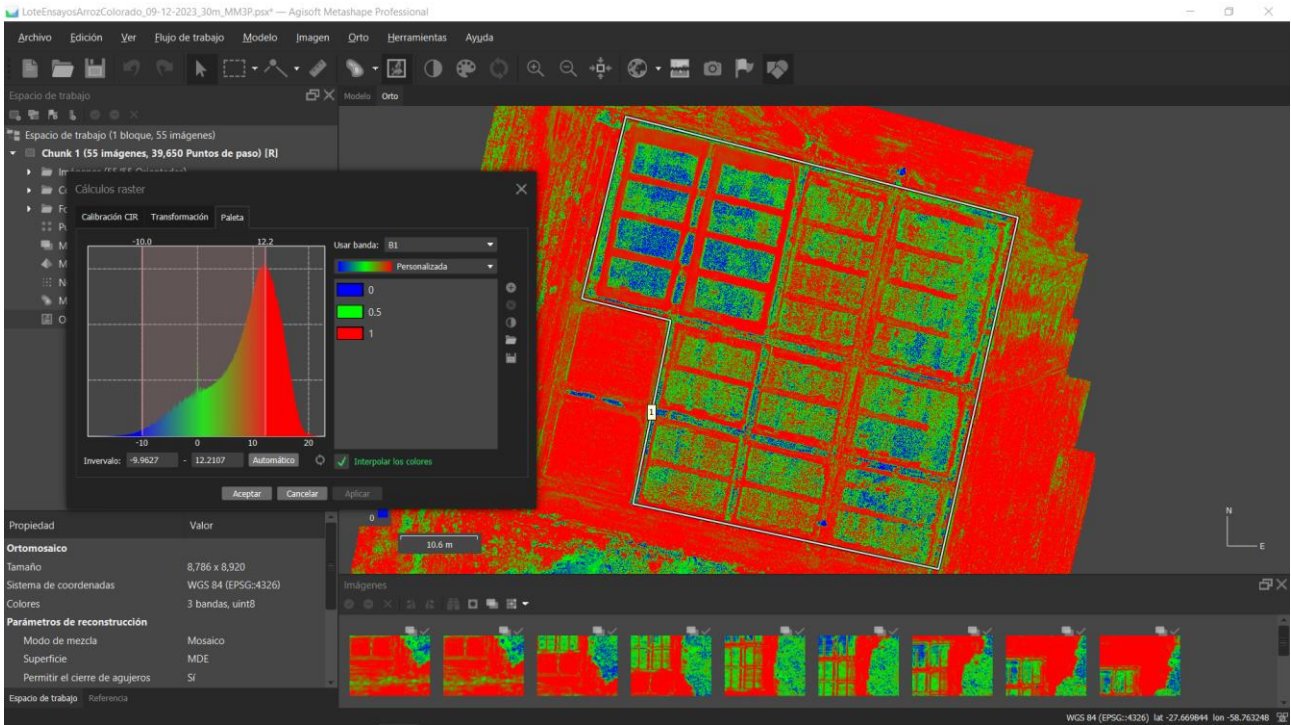 LoteEnsayosArrozColorado_09-12-2023_30m_MM3P.psx* — Agisoft Metashape Professional
Archivo Edición Ver Flujo de trabajo Modelo Imagen Orto Herramientas Ayuda
Espacio de trabajo
Modelo Orto
Espacio de trabajo (1 bloque, 55 imágenes)
Chunk 1 (55 imágenes, 39,650 Puntos de paso) [R]
Cálculos raster
Calibración CIR Transformación Paleta
-10.0 12.2
Usar banda: B1
Personalizada
0
0.5
1
-10 0 10 20
Invervalo: -9.9627 - 12.2107 Automático
Interpolar los colores
Aceptar Cancelar Aplicar
1
0
10.6 m
N
E
Propiedad Valor
Ortomosaico
Tamaño 8,786 x 8,920
Sistema de coordenadas WGS 84 (EPSG::4326)
Colores 3 bandas, uint8
Parámetros de reconstrucción
Modo de mezcla Mosaico
Superficie MDE
Permitir el cierre de agujeros Sí
Imágenes
Espacio de trabajo Referencia
WGS 84 (EPSG::4326) lat -27.669844 lon -58.763248